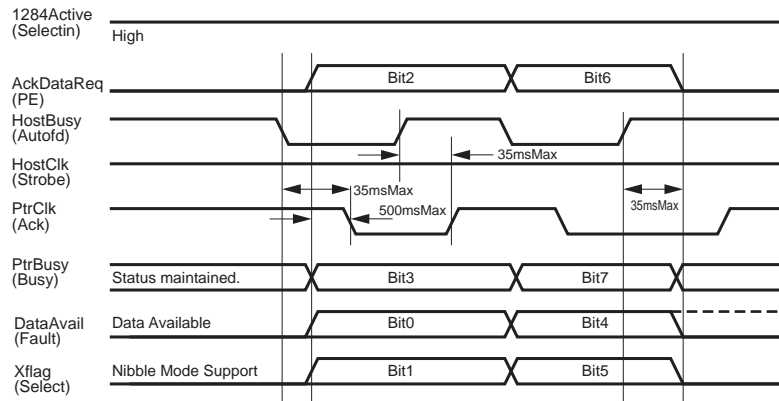 1284Active
(Selectin)
High
AckDataReq
(PE)
Bit2
Bit6
HostBusy
(Autofd)
35msMax
HostClk
(Strobe)
35msMax
35msMax
PtrClk
(Ack)
500msMax
PtrBusy
(Busy)
Status maintained.
Bit3
Bit7
DataAvail
(Fault)
Data Available
Bit0
Bit4
Xflag
(Select)
Nibble Mode Support
Bit1
Bit5